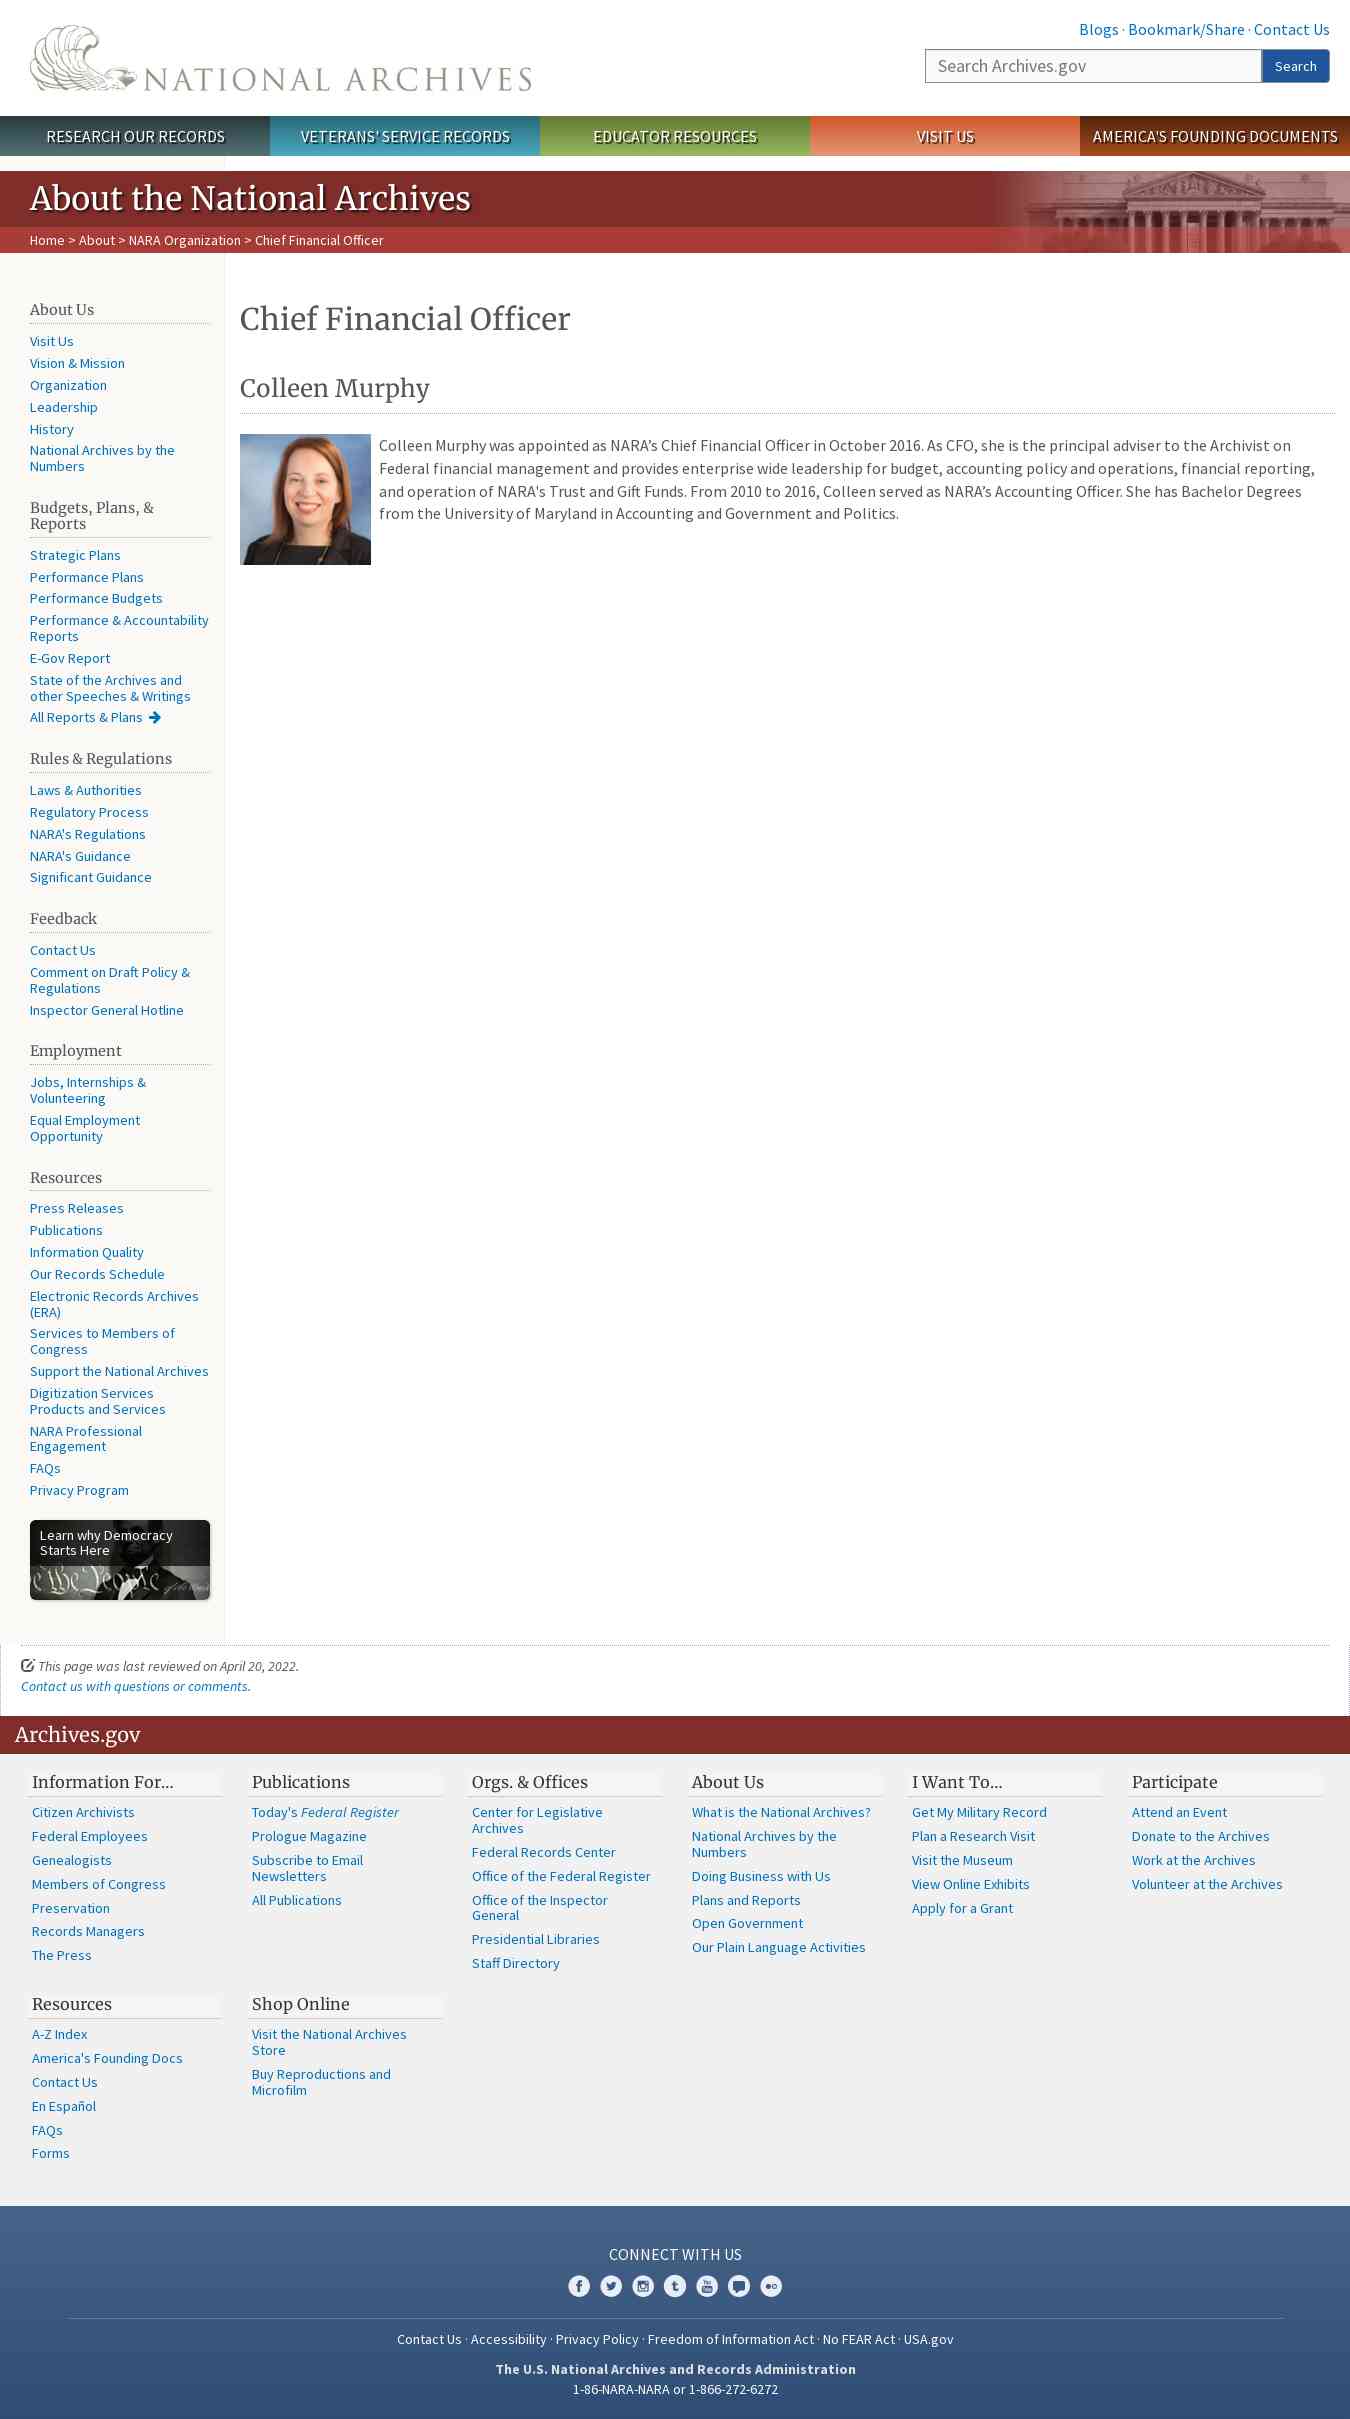 Blogs · Bookmark/Share · Contact Us
NATIONAL ARCHIVES
Search Archives.gov
Search
RESEARCH OUR RECORDS
VETERANS' SERVICE RECORDS
EDUCATOR RESOURCES
VISIT US
AMERICA'S FOUNDING DOCUMENTS
About the National Archives
Home > About > NARA Organization > Chief Financial Officer
About Us
Visit Us
Vision & Mission
Organization
Leadership
History
National Archives by the
Numbers
Budgets, Plans, &
Reports
Strategic Plans
Performance Plans
Performance Budgets
Performance & Accountability
Reports
E-Gov Report
State of the Archives and
other Speeches & Writings
All Reports & Plans
Rules & Regulations
Laws & Authorities
Regulatory Process
NARA's Regulations
NARA's Guidance
Significant Guidance
Feedback
Contact Us
Comment on Draft Policy &
Regulations
Inspector General Hotline
Employment
Jobs, Internships &
Volunteering
Equal Employment
Opportunity
Resources
Press Releases
Publications
Information Quality
Our Records Schedule
Electronic Records Archives
(ERA)
Services to Members of
Congress
Support the National Archives
Digitization Services
Products and Services
NARA Professional
Engagement
FAQs
Privacy Program
Learn why Democracy
Starts Here
We the People
Chief Financial Officer
Colleen Murphy
Colleen Murphy was appointed as NARA’s Chief Financial Officer in October 2016. As CFO, she is the principal adviser to the Archivist on
Federal financial management and provides enterprise wide leadership for budget, accounting policy and operations, financial reporting,
and operation of NARA's Trust and Gift Funds. From 2010 to 2016, Colleen served as NARA’s Accounting Officer. She has Bachelor Degrees
from the University of Maryland in Accounting and Government and Politics.
This page was last reviewed on April 20, 2022.
Contact us with questions or comments.
Archives.gov
Information For…
Citizen Archivists
Federal Employees
Genealogists
Members of Congress
Preservation
Records Managers
The Press
Publications
Today's Federal Register
Prologue Magazine
Subscribe to Email
Newsletters
All Publications
Orgs. & Offices
Center for Legislative
Archives
Federal Records Center
Office of the Federal Register
Office of the Inspector
General
Presidential Libraries
Staff Directory
About Us
What is the National Archives?
National Archives by the
Numbers
Doing Business with Us
Plans and Reports
Open Government
Our Plain Language Activities
I Want To…
Get My Military Record
Plan a Research Visit
Visit the Museum
View Online Exhibits
Apply for a Grant
Participate
Attend an Event
Donate to the Archives
Work at the Archives
Volunteer at the Archives
Resources
A-Z Index
America's Founding Docs
Contact Us
En Español
FAQs
Forms
Shop Online
Visit the National Archives
Store
Buy Reproductions and
Microfilm
CONNECT WITH US
Contact Us · Accessibility · Privacy Policy · Freedom of Information Act · No FEAR Act · USA.gov
The U.S. National Archives and Records Administration
1-86-NARA-NARA or 1-866-272-6272